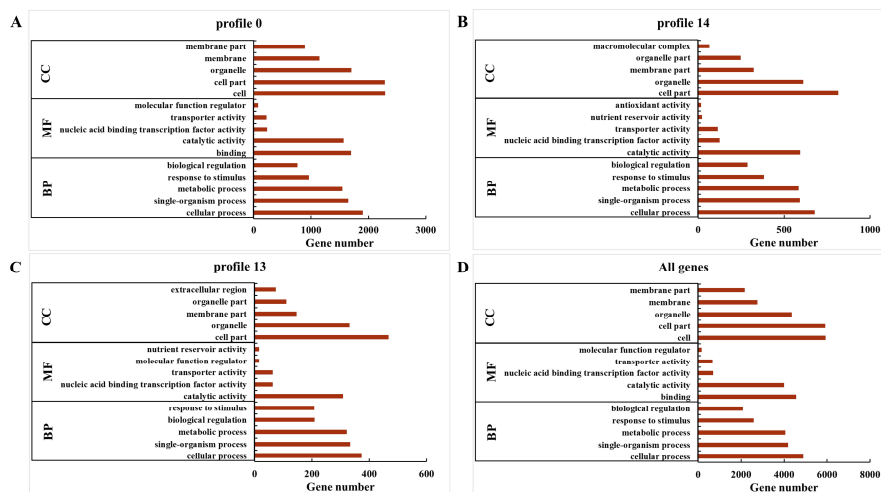 A
profile 0
CC
membrane part
membrane
organelle
cell part
cell
MF
molecular function regulator
transporter activity
nucleic acid binding transcription factor activity
catalytic activity
binding
BP
biological regulation
response to stimulus
metabolic process
single-organism process
cellular process
0 1000 2000 3000
Gene number
B
profile 14
CC
macromolecular complex
organelle part
membrane part
organelle
cell part
MF
antioxidant activity
nutrient reservoir activity
transporter activity
nucleic acid binding transcription factor activity
catalytic activity
BP
biological regulation
response to stimulus
metabolic process
single-organism process
cellular process
0 500 1000
Gene number
C
profile 13
CC
extracellular region
organelle part
membrane part
organelle
cell part
MF
nutrient reservoir activity
molecular function regulator
transporter activity
nucleic acid binding transcription factor activity
catalytic activity
BP
response to stimulus
biological regulation
metabolic process
single-organism process
cellular process
0 200 400 600
Gene number
D
All genes
CC
membrane part
membrane
organelle
cell part
cell
MF
molecular function regulator
transporter activity
nucleic acid binding transcription factor activity
catalytic activity
binding
BP
biological regulation
response to stimulus
metabolic process
single-organism process
cellular process
0 2000 4000 6000 8000
Gene number